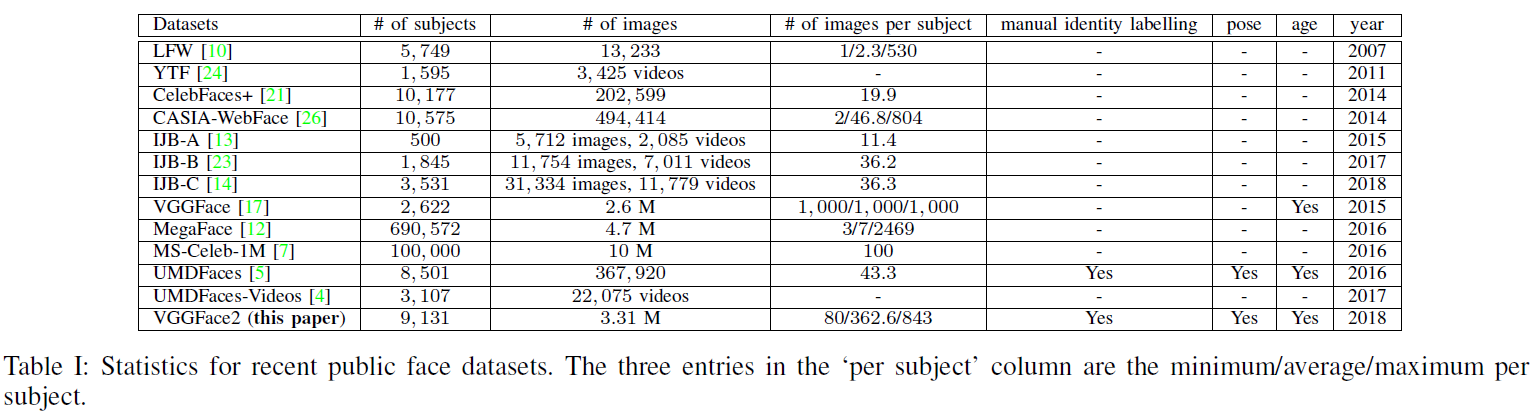 Datasets # of subjects # of images # of images per subject manual identity labelling pose age year
LFW [10] 5,749 13,233 1/2.3/530 - - - 2007
YTF [24] 1,595 3,425 videos - - - - 2011
CelebFaces+ [21] 10,177 202,599 19.9 - - - 2014
CASIA-WebFace [26] 10,575 494,414 2/46.8/804 - - - 2014
IJB-A [13] 500 5,712 images, 2,085 videos 11.4 - - - 2015
IJB-B [23] 1,845 11,754 images, 7,011 videos 36.2 - - - 2017
IJB-C [14] 3,531 31,334 images, 11,779 videos 36.3 - - - 2018
VGGFace [17] 2,622 2.6 M 1,000/1,000/1,000 - - Yes 2015
MegaFace [12] 690,572 4.7 M 3/7/2469 - - - 2016
MS-Celeb-1M [7] 100,000 10 M 100 - - - 2016
UMDFaces [5] 8,501 367,920 43.3 Yes Yes Yes 2016
UMDFaces-Videos [4] 3,107 22,075 videos - - - - 2017
VGGFace2 (this paper) 9,131 3.31 M 80/362.6/843 Yes Yes Yes 2018
Table I: Statistics for recent public face datasets. The three entries in the ‘per subject’ column are the minimum/average/maximum per
subject.